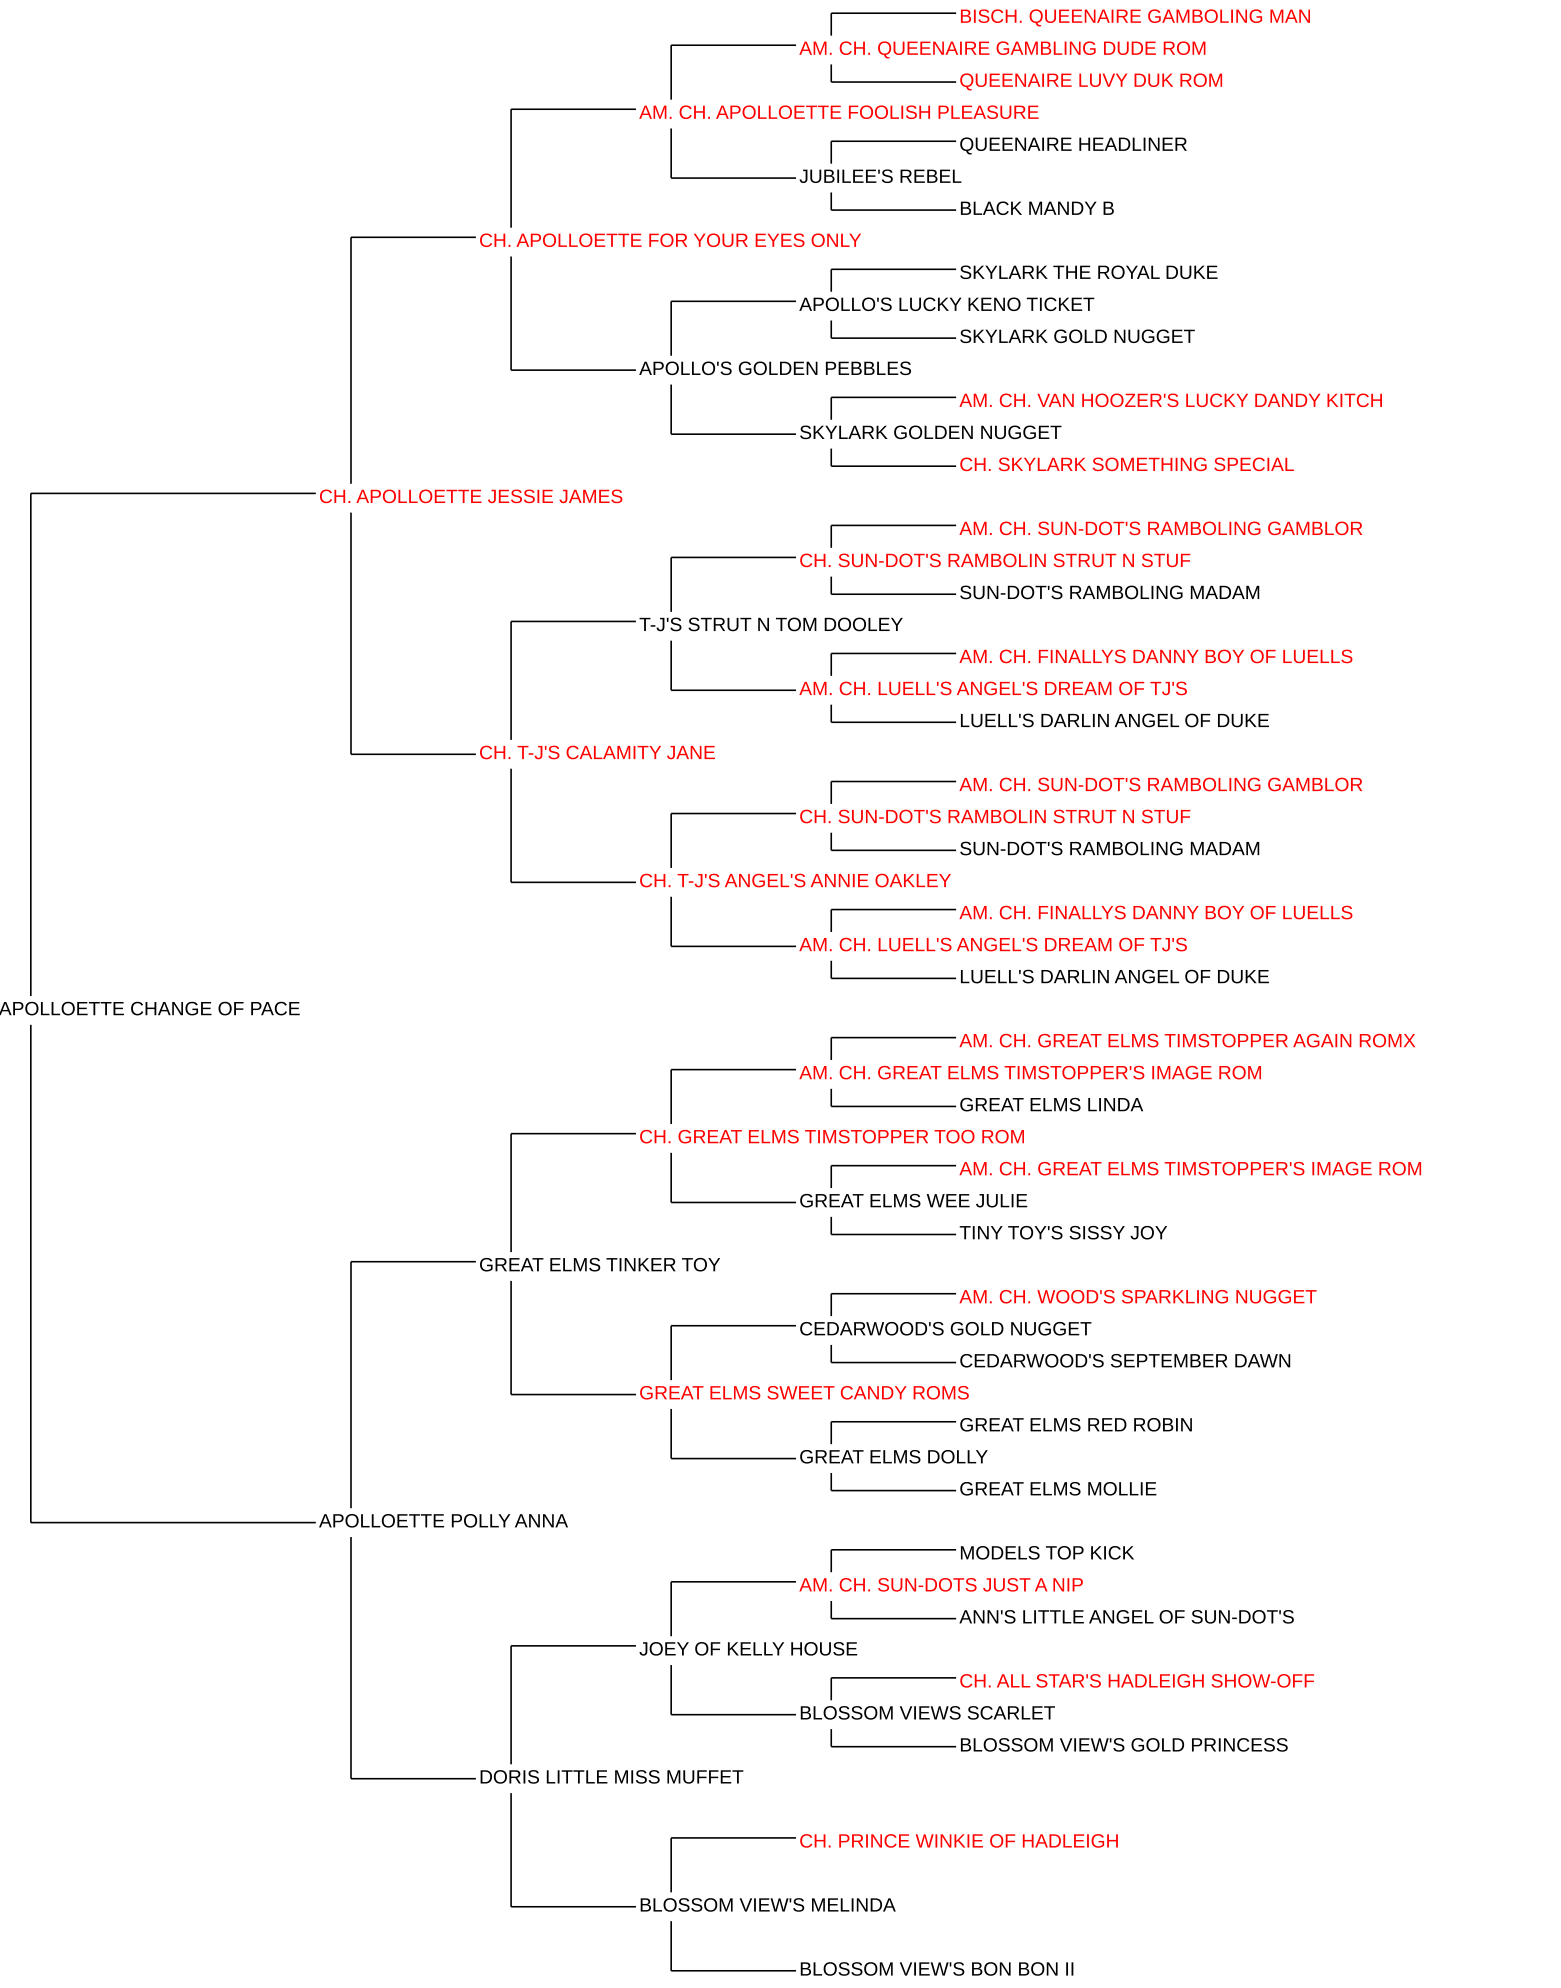 BISCH. QUEENAIRE GAMBOLING MAN
AM. CH. QUEENAIRE GAMBLING DUDE ROM
QUEENAIRE LUVY DUK ROM
AM. CH. APOLLOETTE FOOLISH PLEASURE
QUEENAIRE HEADLINER
JUBILEE'S REBEL
BLACK MANDY B
CH. APOLLOETTE FOR YOUR EYES ONLY
SKYLARK THE ROYAL DUKE
APOLLO'S LUCKY KENO TICKET
SKYLARK GOLD NUGGET
APOLLO'S GOLDEN PEBBLES
AM. CH. VAN HOOZER'S LUCKY DANDY KITCH
SKYLARK GOLDEN NUGGET
CH. SKYLARK SOMETHING SPECIAL
CH. APOLLOETTE JESSIE JAMES
AM. CH. SUN-DOT'S RAMBOLING GAMBLOR
CH. SUN-DOT'S RAMBOLIN STRUT N STUF
SUN-DOT'S RAMBOLING MADAM
T-J'S STRUT N TOM DOOLEY
AM. CH. FINALLYS DANNY BOY OF LUELLS
AM. CH. LUELL'S ANGEL'S DREAM OF TJ'S
LUELL'S DARLIN ANGEL OF DUKE
CH. T-J'S CALAMITY JANE
AM. CH. SUN-DOT'S RAMBOLING GAMBLOR
CH. SUN-DOT'S RAMBOLIN STRUT N STUF
SUN-DOT'S RAMBOLING MADAM
CH. T-J'S ANGEL'S ANNIE OAKLEY
AM. CH. FINALLYS DANNY BOY OF LUELLS
AM. CH. LUELL'S ANGEL'S DREAM OF TJ'S
LUELL'S DARLIN ANGEL OF DUKE
APOLLOETTE CHANGE OF PACE
AM. CH. GREAT ELMS TIMSTOPPER AGAIN ROMX
AM. CH. GREAT ELMS TIMSTOPPER'S IMAGE ROM
GREAT ELMS LINDA
CH. GREAT ELMS TIMSTOPPER TOO ROM
AM. CH. GREAT ELMS TIMSTOPPER'S IMAGE ROM
GREAT ELMS WEE JULIE
TINY TOY'S SISSY JOY
GREAT ELMS TINKER TOY
AM. CH. WOOD'S SPARKLING NUGGET
CEDARWOOD'S GOLD NUGGET
CEDARWOOD'S SEPTEMBER DAWN
GREAT ELMS SWEET CANDY ROMS
GREAT ELMS RED ROBIN
GREAT ELMS DOLLY
GREAT ELMS MOLLIE
APOLLOETTE POLLY ANNA
MODELS TOP KICK
AM. CH. SUN-DOTS JUST A NIP
ANN'S LITTLE ANGEL OF SUN-DOT'S
JOEY OF KELLY HOUSE
CH. ALL STAR'S HADLEIGH SHOW-OFF
BLOSSOM VIEWS SCARLET
BLOSSOM VIEW'S GOLD PRINCESS
DORIS LITTLE MISS MUFFET
CH. PRINCE WINKIE OF HADLEIGH
BLOSSOM VIEW'S MELINDA
BLOSSOM VIEW'S BON BON II